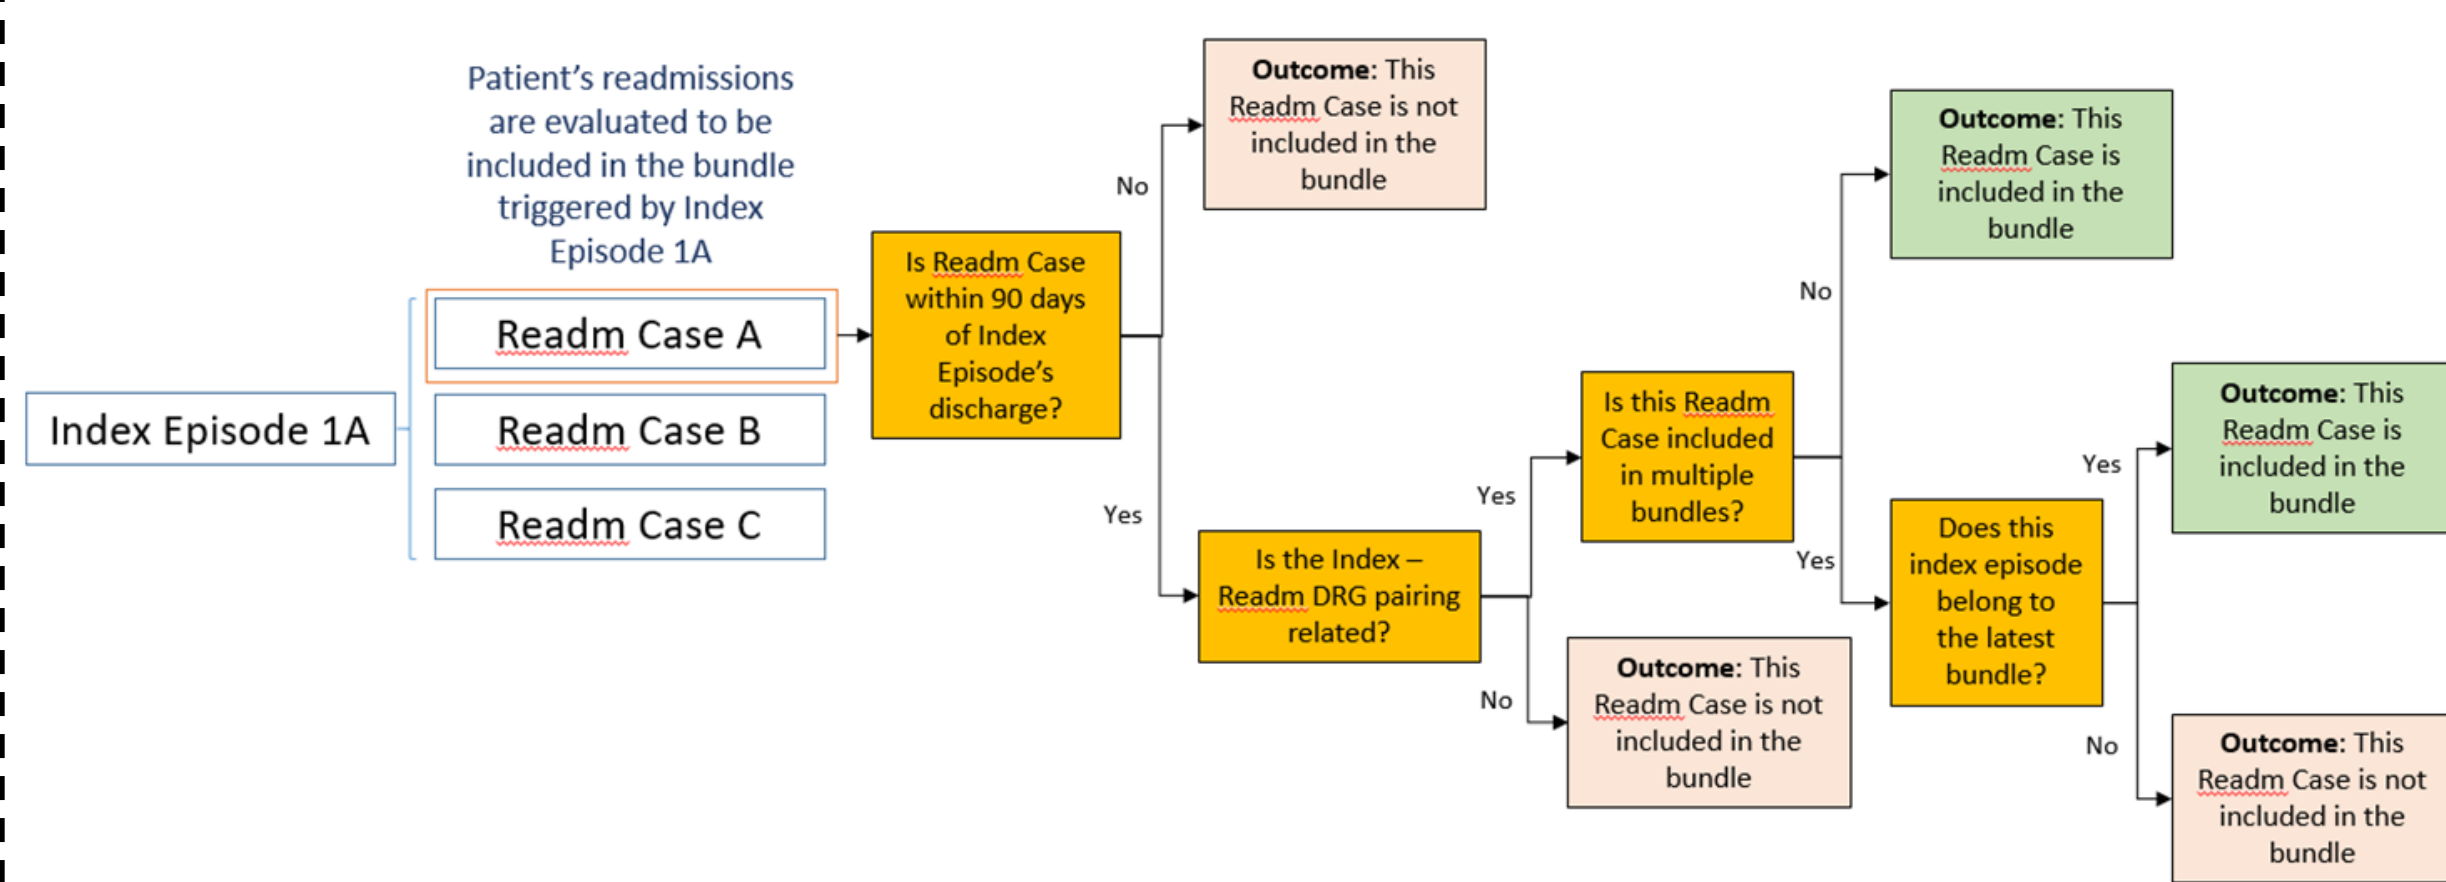 Patient's readmissions
are evaluated to be
included in the bundle
triggered by Index
Episode 1A
Index Episode 1A
Readm Case A
Readm Case B
Readm Case C
Is Readm Case
within 90 days
of Index
Episode's
discharge?
No
Outcome: This
Readm Case is not
included in the
bundle
Yes
Is the Index –
Readm DRG pairing
related?
Yes
Is this Readm
Case included
in multiple
bundles?
No
Outcome: This
Readm Case is not
included in the
bundle
No
Outcome: This
Readm Case is
included in the
bundle
Yes
Does this
index episode
belong to
the latest
bundle?
Yes
Outcome: This
Readm Case is
included in the
bundle
No
Outcome: This
Readm Case is not
included in the
bundle